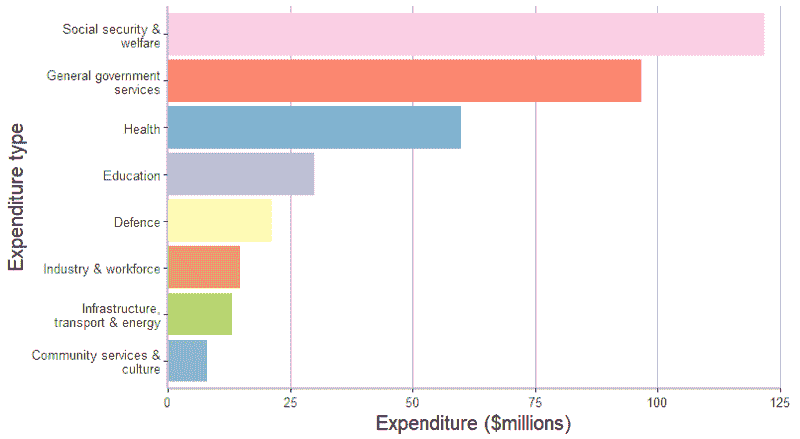 Social security &
welfare
General government
services
Health
Education
Defence
Industry & workforce
Infrastructure,
transport & energy
Community services &
culture
Expenditure type
0 25 50 75 100 125
Expenditure ($millions)